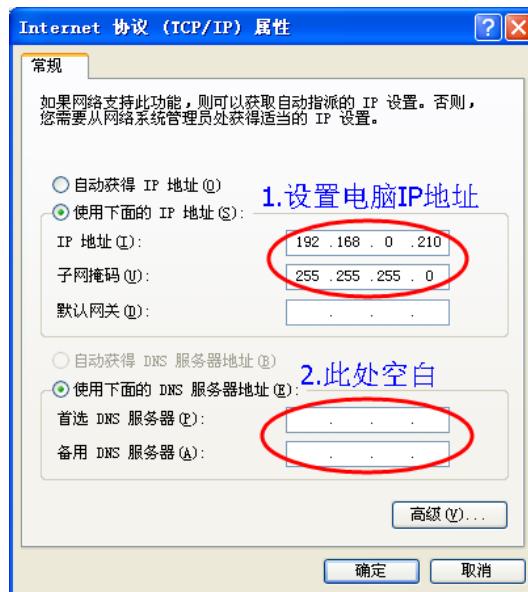 Internet 协议 (TCP/IP) 属性
常规
如果网络支持此功能，则可以获取自动指派的 IP 设置。否则，
您需要从网络系统管理员处获得适当的 IP 设置。
自动获得 IP 地址(O)
1.设置电脑IP地址
使用下面的 IP 地址(S):
IP 地址(I): 192 .168 . 0 .210
子网掩码(U): 255 .255 .255 . 0
默认网关(D): . . .
自动获得 DNS 服务器地址(B)
2.此处空白
使用下面的 DNS 服务器地址(E):
首选 DNS 服务器(P): . . .
备用 DNS 服务器(A): . . .
高级(V)...
确定 取消